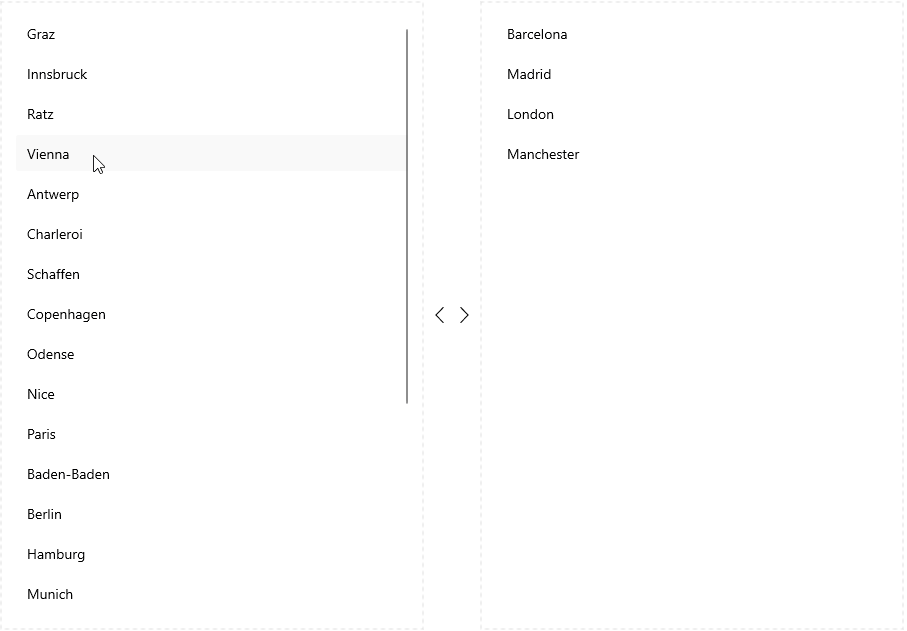 Graz
Innsbruck
Ratz
Vienna
Antwerp
Charleroi
Schaffen
Copenhagen
Odense
Nice
Paris
Baden-Baden
Berlin
Hamburg
Munich
Barcelona
Madrid
London
Manchester